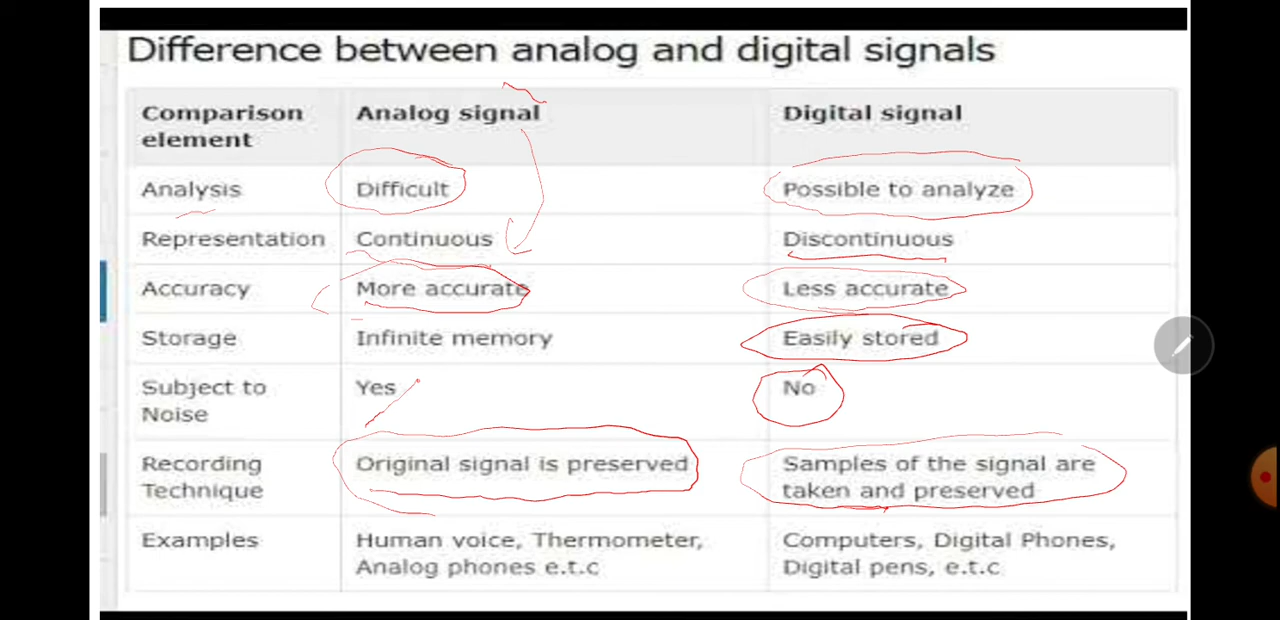 Difference between analog and digital signals
Comparison element Analog signal Digital signal
Analysis Difficult Possible to analyze
Representation Continuous Discontinuous
Accuracy More accurate Less accurate
Storage Infinite memory Easily stored
Subject to Noise Yes No
Recording Technique Original signal is preserved Samples of the signal are taken and preserved
Examples Human voice, Thermometer, Analog phones e.t.c Computers, Digital Phones, Digital pens, e.t.c